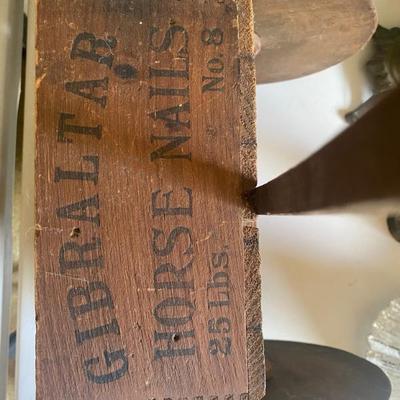 GIBRALTAR
HORSE NAILS
25 Lbs. No. 8